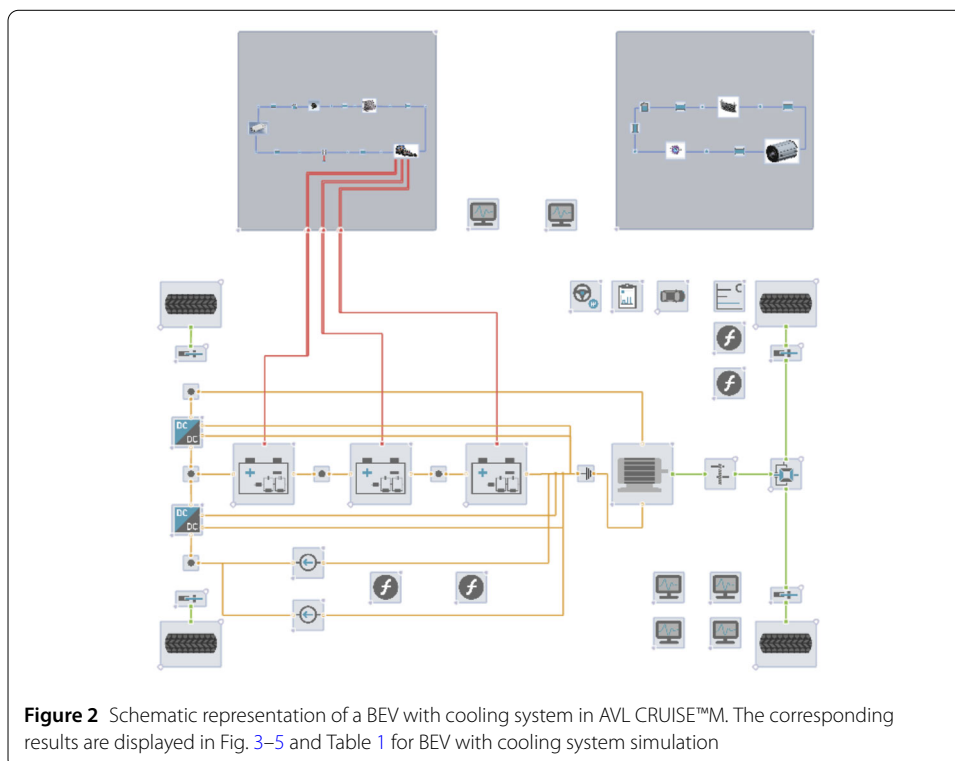 C
w
f
f
DC
DC
DC
DC
f
f
Figure 2 Schematic representation of a BEV with cooling system in AVL CRUISE™M. The corresponding
results are displayed in Fig. 3–5 and Table 1 for BEV with cooling system simulation